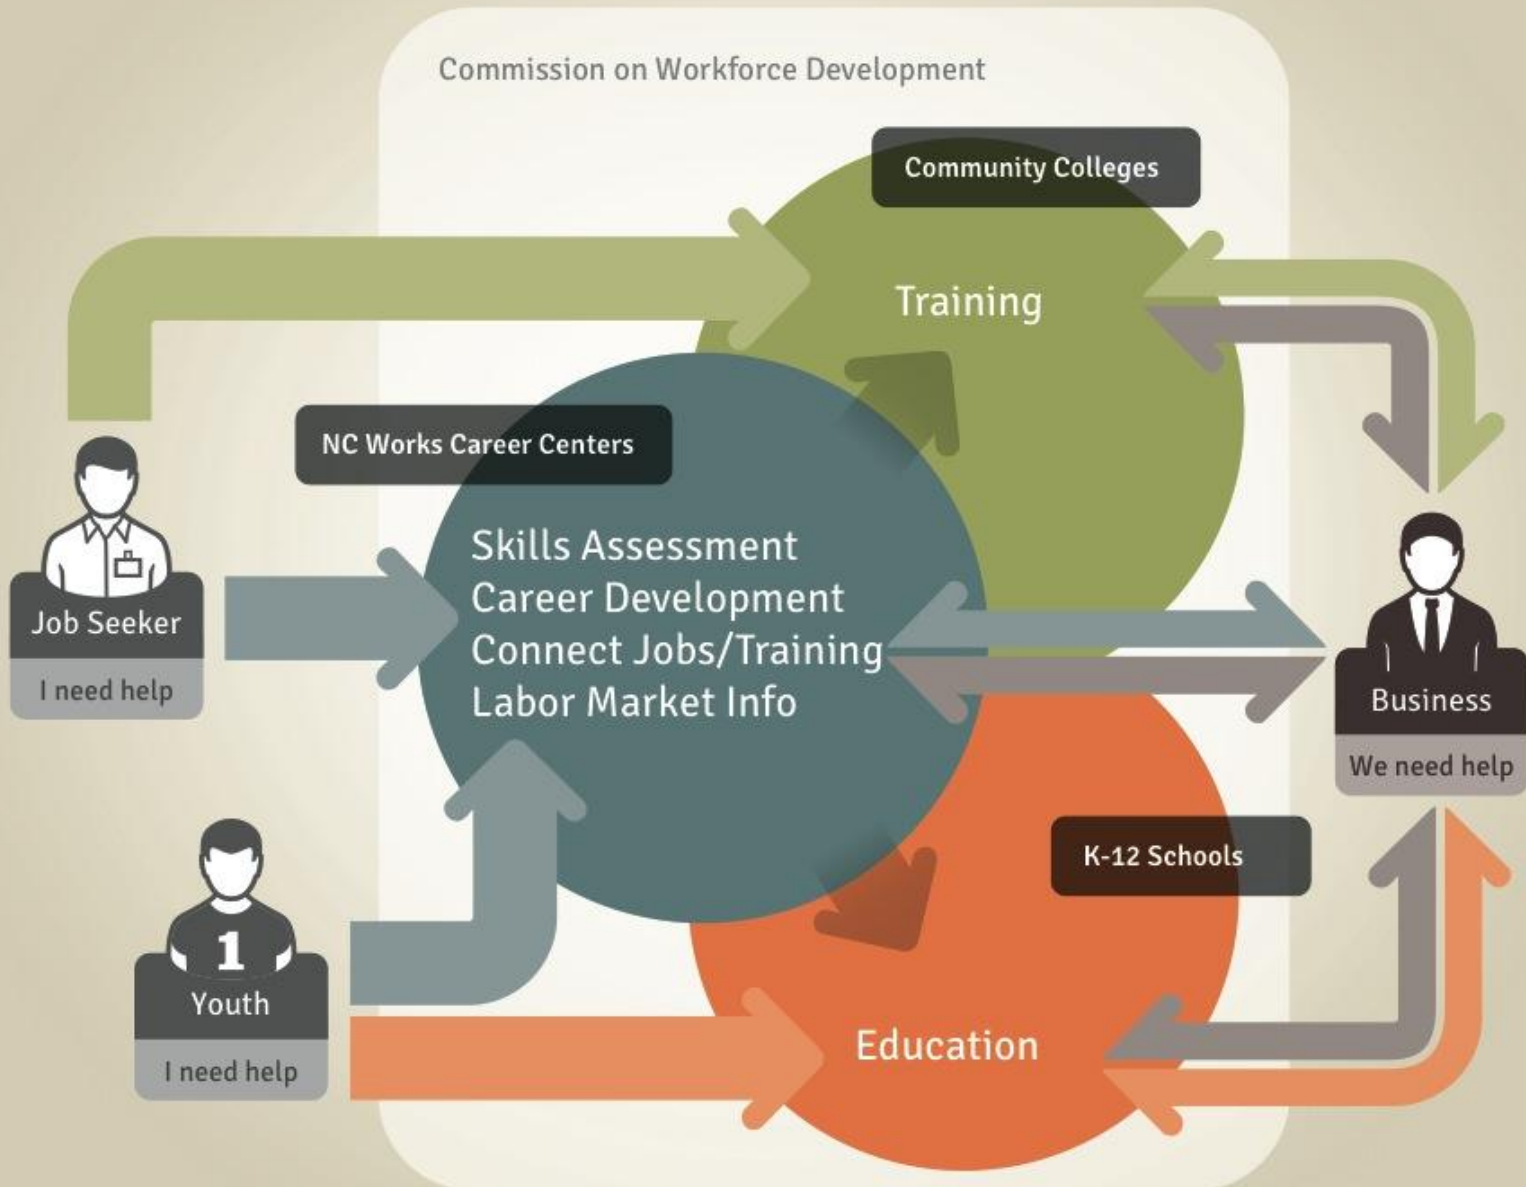 Commission on Workforce Development
Community Colleges
Training
NC Works Career Centers
Skills Assessment
Career Development
Connect Jobs/Training
Labor Market Info
Job Seeker
I need help
Business
We need help
K-12 Schools
1
Youth
I need help
Education